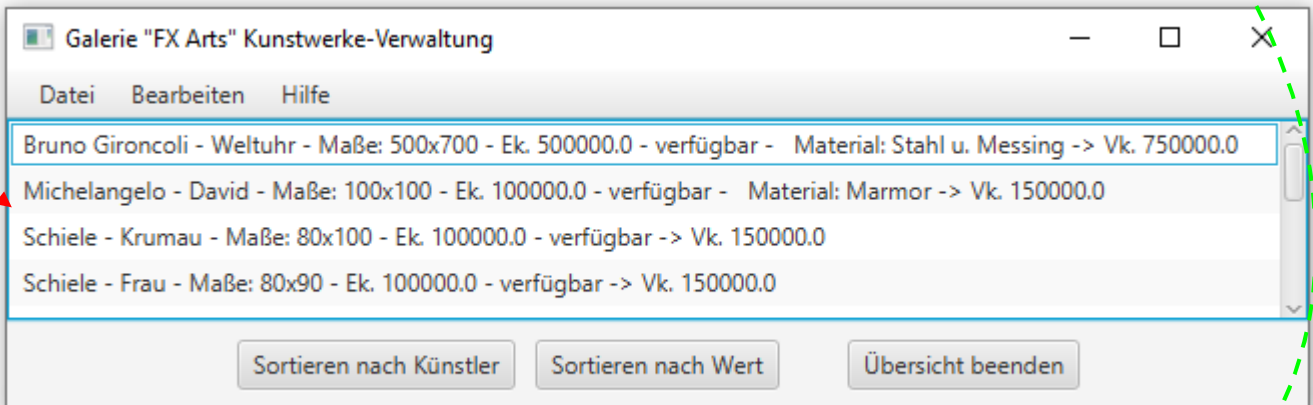 Galerie "FX Arts" Kunstwerke-Verwaltung
Datei Bearbeiten Hilfe
Bruno Gironcoli - Weltuhr - Maße: 500x700 - Ek. 500000.0 - verfügbar -   Material: Stahl u. Messing -> Vk. 750000.0
Michelangelo - David - Maße: 100x100 - Ek. 100000.0 - verfügbar -   Material: Marmor -> Vk. 150000.0
Schiele - Krumau - Maße: 80x100 - Ek. 100000.0 - verfügbar -> Vk. 150000.0
Schiele - Frau - Maße: 80x90 - Ek. 100000.0 - verfügbar -> Vk. 150000.0
Sortieren nach Künstler Sortieren nach Wert Übersicht beenden